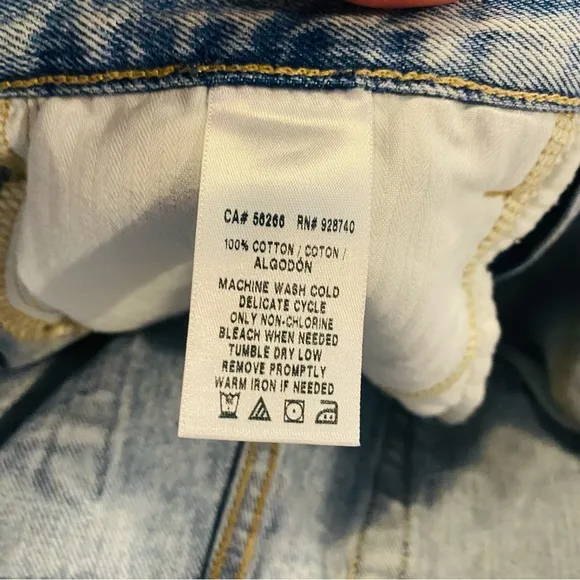 CA# 56266 RN# 928740
100% COTTON / COTON /
ALGODÓN
MACHINE WASH COLD
DELICATE CYCLE
ONLY NON-CHLORINE
BLEACH WHEN NEEDED
TUMBLE DRY LOW
REMOVE PROMPTLY
WARM IRON IF NEEDED